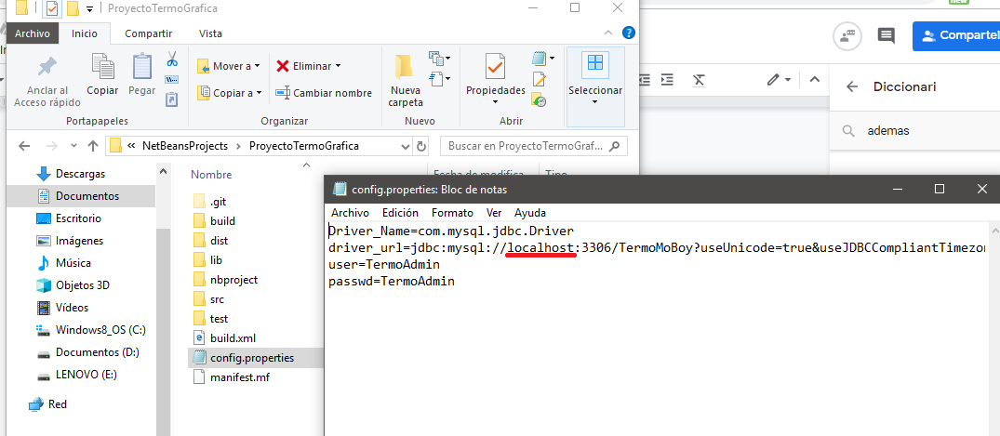 ProyectoTermoGrafica
new
Archivo Inicio Compartir Vista
Compartel
Anclar al
Acceso rápido
Copiar
Pegar
Mover a
Copiar a
Eliminar
Cambiar nombre
Nueva
carpeta
Propiedades
Seleccionar
Portapapeles Organizar Nuevo Abrir
Diccionari
ademas
NetBeansProjects ProyectoTermoGrafica
Buscar en ProyectoTermoGraf...
Descargas
Documentos
Escritorio
Imágenes
Música
Objetos 3D
Vídeos
Windows8_OS (C:)
Documentos (D:)
LENOVO (E:)
Red
Nombre Fecha de modifica... Tipo
.git
build
dist
lib
nbproject
src
test
build.xml
config.properties
manifest.mf
config.properties: Bloc de notas
Archivo Edición Formato Ver Ayuda
Driver_Name=com.mysql.jdbc.Driver
driver_url=jdbc:mysql://localhost:3306/TermoMoBoy?useUnicode=true&useJDBCCompliantTimezo
user=TermoAdmin
passwd=TermoAdmin